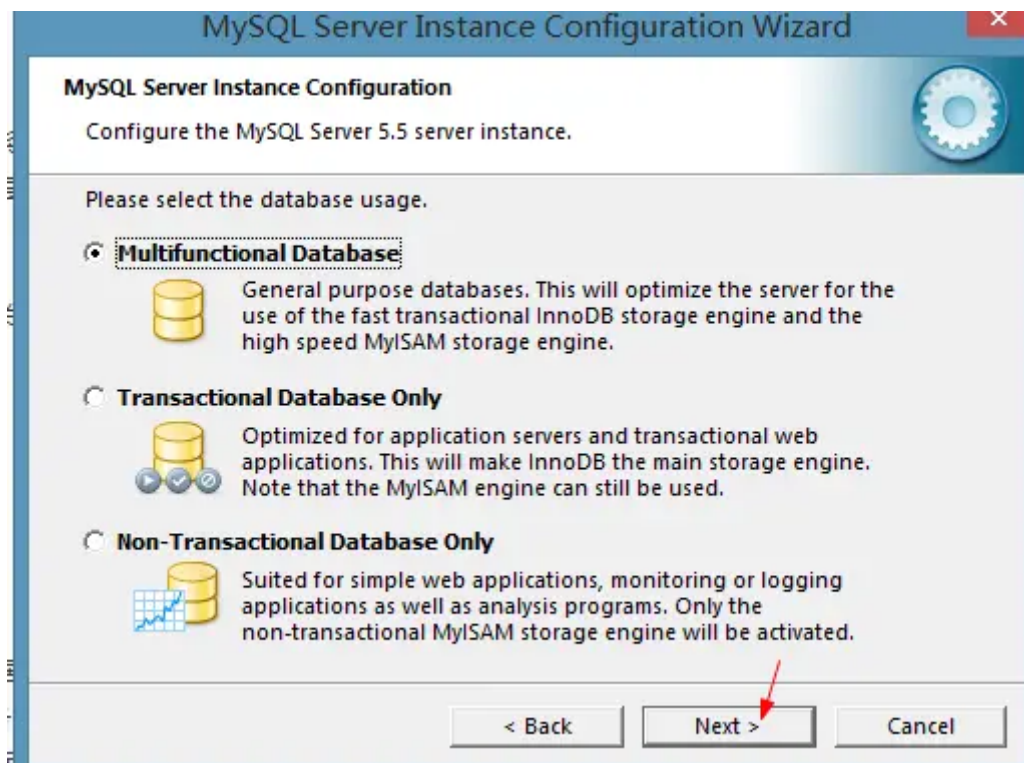 MySQL Server Instance Configuration Wizard
MySQL Server Instance Configuration
Configure the MySQL Server 5.5 server instance.
Please select the database usage.
Multifunctional Database
General purpose databases. This will optimize the server for the
use of the fast transactional InnoDB storage engine and the
high speed MyISAM storage engine.
Transactional Database Only
Optimized for application servers and transactional web
applications. This will make InnoDB the main storage engine.
Note that the MyISAM engine can still be used.
Non-Transactional Database Only
Suited for simple web applications, monitoring or logging
applications as well as analysis programs. Only the
non-transactional MyISAM storage engine will be activated.
< Back
Next >
Cancel